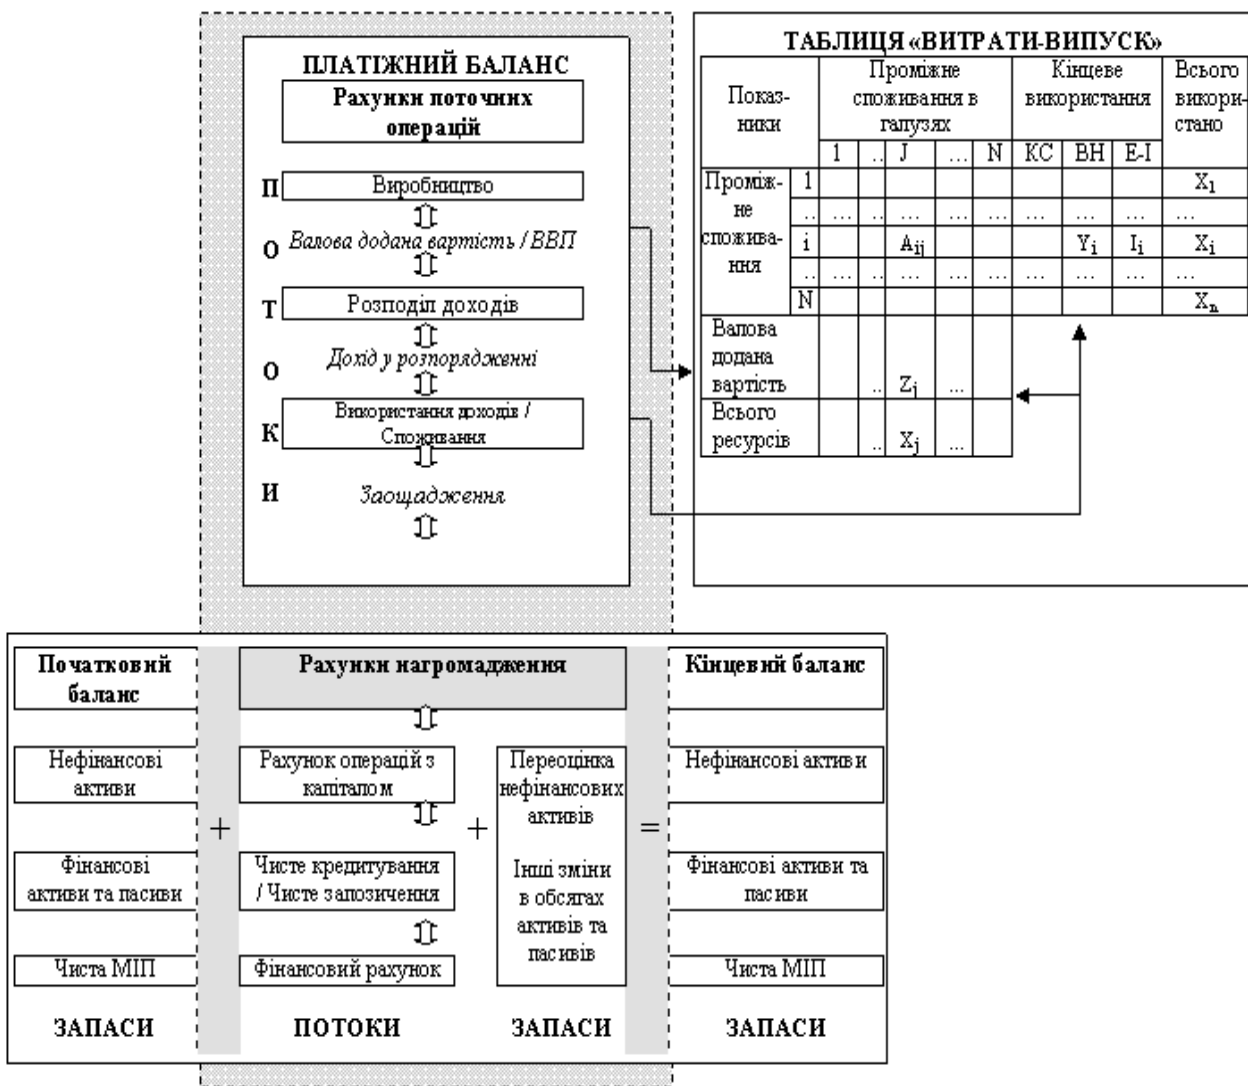 ПЛАТІЖНИЙ БАЛАНС
Рахунки поточних
операцій
П
Виробництво
О
Валова додана вартість / ВВП
Т
Розподіл доходів
О
Дохід у розпорядженні
К
Використання доходів /
Споживання
И
Заощадження
ТАБЛИЦЯ «ВИТРАТИ-ВИПУСК»
Показ-
ники
Проміжне
споживання в
галузях
Кінцеве
використання
Всього
викори-
стано
1 .. J ... N КС ВН Е-І
Проміж-
не
спожива-
ння
1 X1
.. ... .. ... ... ... ... ... ... ...
i Aij Yi Ii Xi
.. ... .. ... ... ... ... ... ... ...
N Xn
Валова
додана
вартість .. Zj ...
Всього
ресурсів .. Xj ...
Початковий
баланс
Рахунки нагромадження
Кінцевий баланс
Нефінансові
активи
Рахунок операцій з
капіталом
Переоцінка
нефінансових
активів
Нефінансові активи
+ + =
Фінансові
активи та пасиви
Чисте кредитування
/ Чисте запозичення
Інші зміни
в обсягах
активів та
пасивів
Фінансові активи та
пасиви
Чиста МІП
Фінансовий рахунок
Чиста МІП
ЗАПАСИ ПОТОКИ ЗАПАСИ ЗАПАСИ